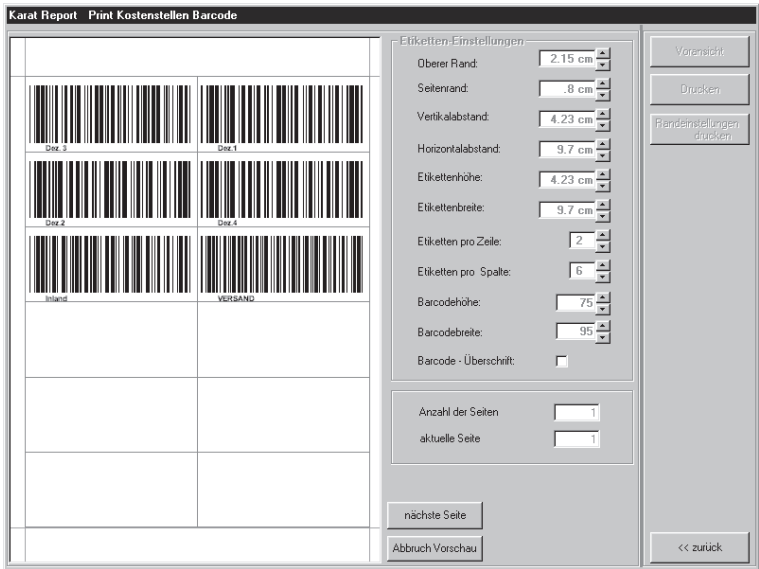 Karat Report Print Kostenstellen Barcode
Dez. 3
Dez.1
Dez.2
Dez.4
Inland
VERSAND
Etiketten-Einstellungen
Oberer Rand: 2.15 cm
Seitenrand: .8 cm
Vertikalabstand: 4.23 cm
Horizontalabstand: 9.7 cm
Etikettenhöhe: 4.23 cm
Etikettenbreite: 9.7 cm
Etiketten pro Zeile: 2
Etiketten pro Spalte: 6
Barcodehöhe: 75
Barcodebreite: 95
Barcode - Überschrift:
Anzahl der Seiten 1
aktuelle Seite 1
nächste Seite
Abbruch Vorschau
Voransicht
Drucken
Randeinstellungen
drucken
<< zurück